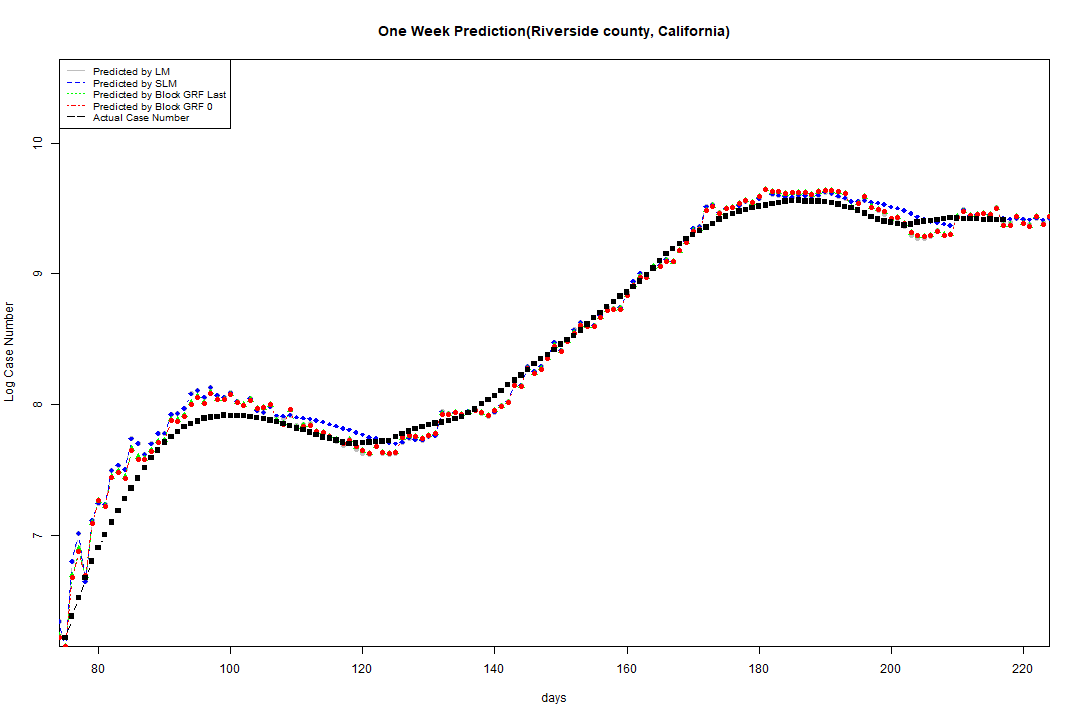 One Week Prediction(Riverside county, California)
Predicted by LM
Predicted by SLM
Predicted by Block GRF Last
Predicted by Block GRF 0
Actual Case Number
10
9
8
7
Log Case Number
80 100 120 140 160 180 200 220
days